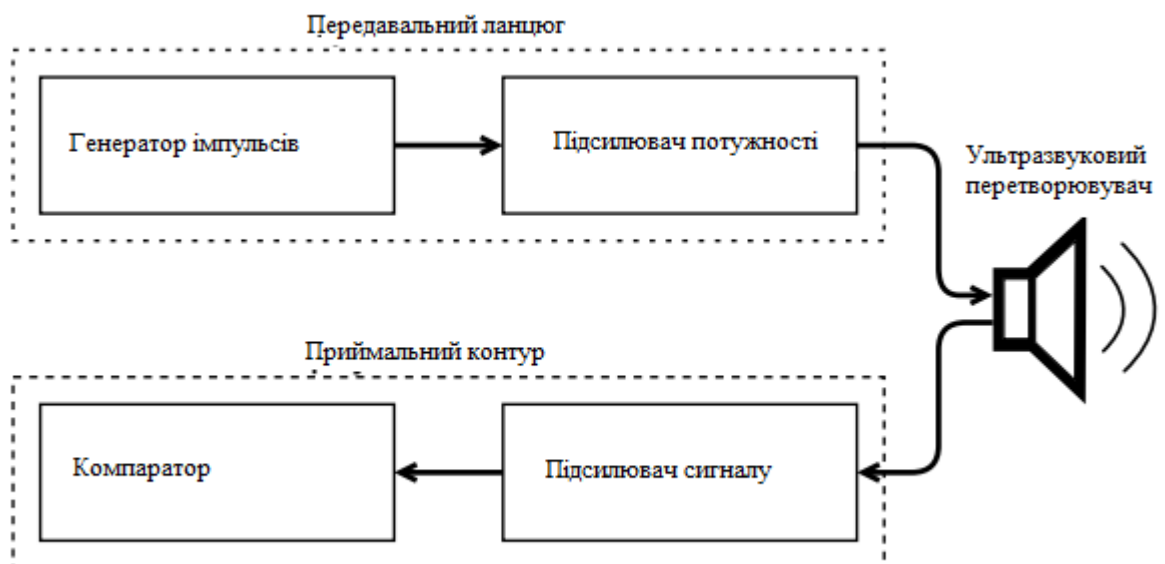 Передавальний ланцюг
Генератор імпульсів
Підсилювач потужності
Ультразвуковий
перетворювувач
Приймальний контур
Компаратор
Підсилювач сигналу